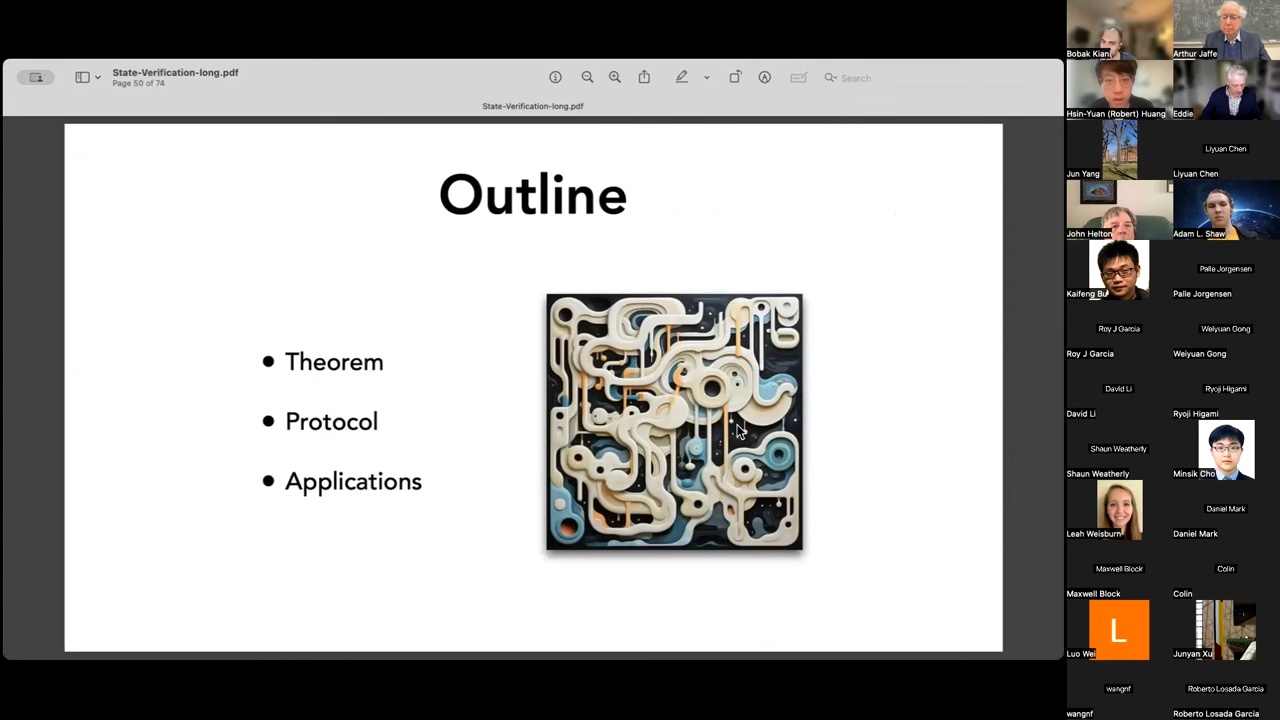 State-Verification-long.pdf
Page 50 of 74
Search
State-Verification-long.pdf
Outline
• Theorem
• Protocol
• Applications
Bobak Kiani
Arthur Jaffe
Hsin-Yuan (Robert) Huang
Eddie
Jun Yang
Liyuan Chen
Liyuan Chen
John Helton
Adam L. Shaw
Kaifeng Bu
Palle Jorgensen
Palle Jorgensen
Roy J Garcia
Weiyuan Gong
Roy J Garcia
Weiyuan Gong
David Li
Ryoji Higami
David Li
Ryoji Higami
Shaun Weatherly
Shaun Weatherly
Minsik Cho
Daniel Mark
Leah Weisburn
Daniel Mark
Maxwell Block
Colin
Maxwell Block
Colin
L
Luo Wei
Junyan Xu
wangnf
Roberto Losada Garcia
wangnf
Roberto Losada Garcia